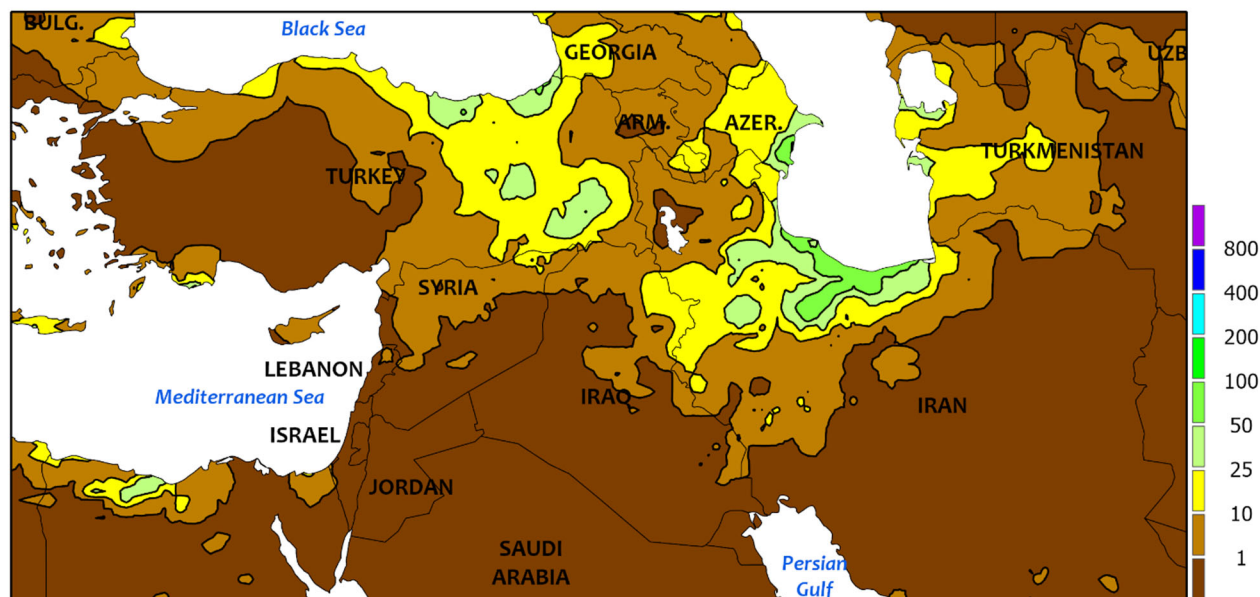 BULG.
Black Sea
GEORGIA
UZB
ARM.
AZER.
TURKMENISTAN
TURKEY
SYRIA
LEBANON
Mediterranean Sea
IRAQ
IRAN
ISRAEL
JORDAN
SAUDI
ARABIA
Persian
Gulf
800
400
200
100
50
25
10
1